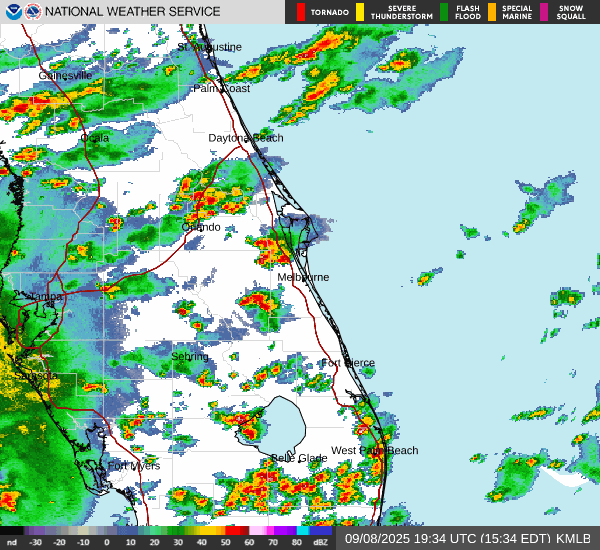 NATIONAL WEATHER SERVICE
TORNADO
SEVERE
THUNDERSTORM
FLASH
FLOOD
SPECIAL
MARINE
SNOW
SQUALL
St. Augustine
Gainesville
Palm Coast
Ocala
Daytona Beach
Orlando
Melbourne
Tampa
Sebring
Fort Pierce
Sarasota
West Palm Beach
Belle Glade
Fort Myers
nd -30 -20 -10 0 10 20 30 40 50 60 70 80 dBZ
09/08/2025 19:34 UTC (15:34 EDT) KMLB